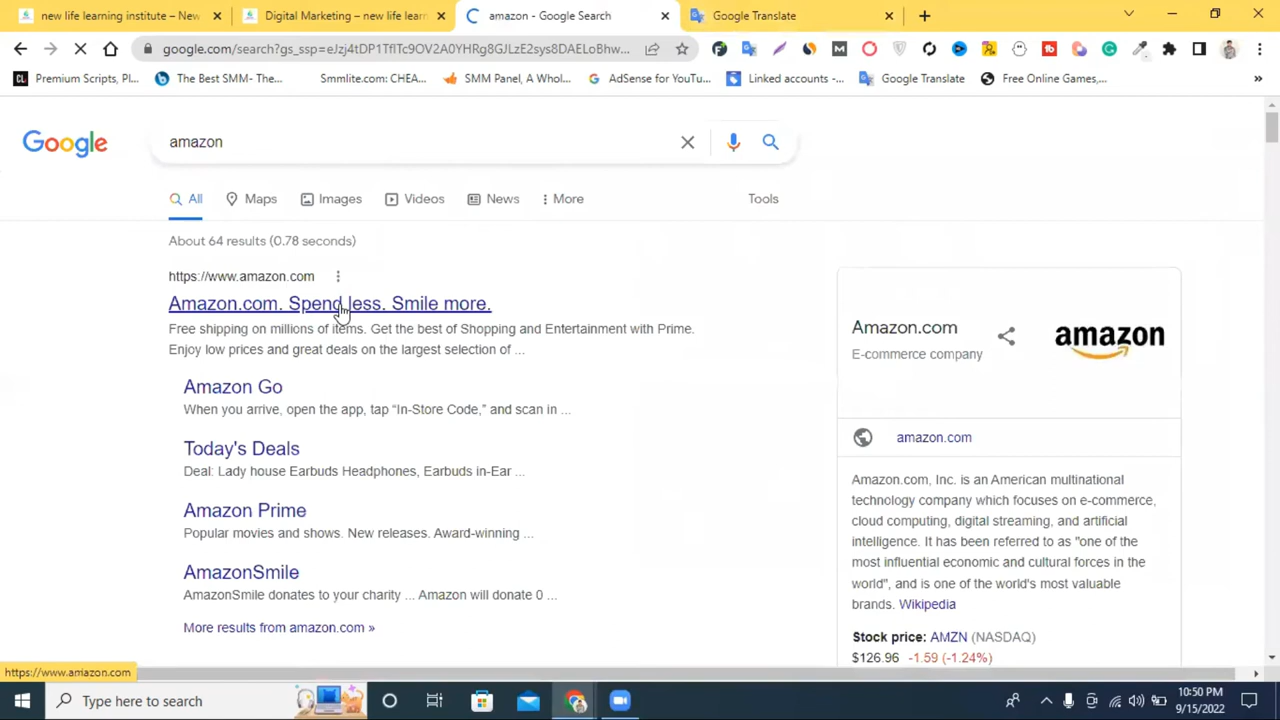 new life learning institute – New
Digital Marketing – new life lear
amazon - Google Search
Google Translate
google.com/search?gs_ssp=eJzj4tDP1TflTc9OV2A0YHRg8GJLzE2sys8DAELoBhw...
Premium Scripts, Pl...
The Best SMM- The...
Smmlite.com: CHEA...
SMM Panel, A Whol...
AdSense for YouTu...
Linked accounts -...
Google Translate
Free Online Games,...
»
Google
amazon
All
Maps
Images
Videos
News
More
Tools
About 64 results (0.78 seconds)
https://www.amazon.com
Amazon.com. Spend less. Smile more.
Free shipping on millions of items. Get the best of Shopping and Entertainment with Prime.
Enjoy low prices and great deals on the largest selection of ...
Amazon Go
When you arrive, open the app, tap “In-Store Code,” and scan in ...
Today's Deals
Deal: Lady house Earbuds Headphones, Earbuds in-Ear ...
Amazon Prime
Popular movies and shows. New releases. Award-winning ...
AmazonSmile
AmazonSmile donates to your charity ... Amazon will donate 0 ...
More results from amazon.com »
Amazon.com
E-commerce company
amazon
amazon.com
Amazon.com, Inc. is an American multinational
technology company which focuses on e-commerce,
cloud computing, digital streaming, and artificial
intelligence. It has been referred to as "one of the
most influential economic and cultural forces in the
world", and is one of the world's most valuable
brands. Wikipedia
Stock price: AMZN (NASDAQ)
$126.96 -1.59 (-1.24%)
https://www.amazon.com
Type here to search
10:50 PM
9/15/2022